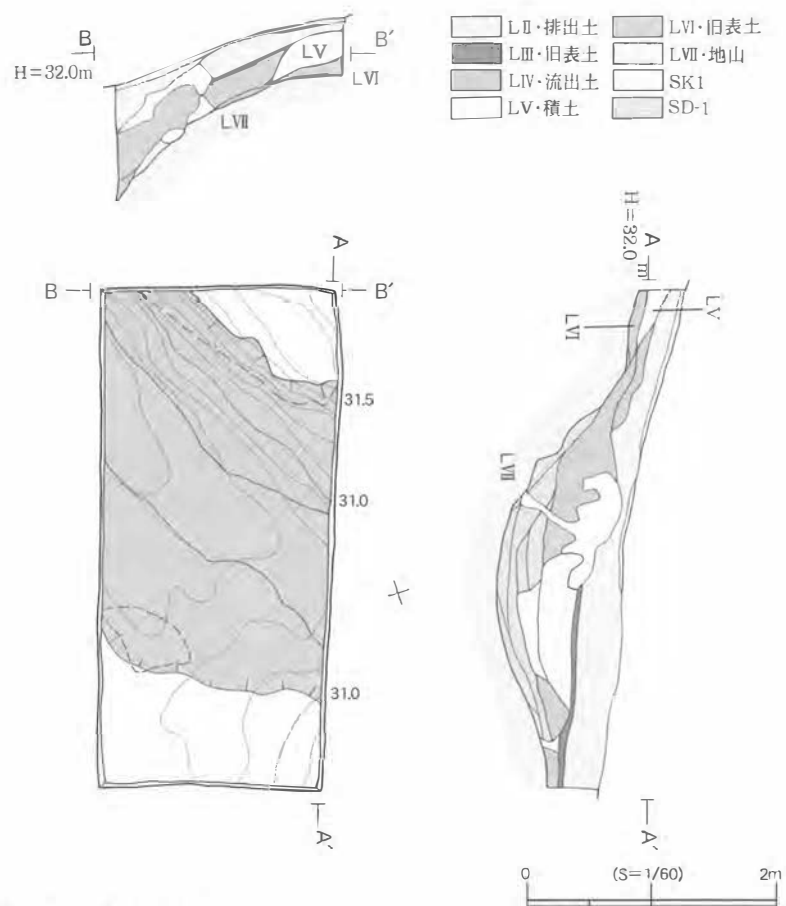 B B′
H=32.0m
LV
LVI
LVII
LII・排出土
LIII・旧表土
LIV・流出土
LV・積土
LVI・旧表土
LVII・地山
SK1
SD-1
A
B B′
31.5
31.0
31.0
A′
H=32.0m
A
LV
LVI
LVII
A′
0 (S=1/60) 2m